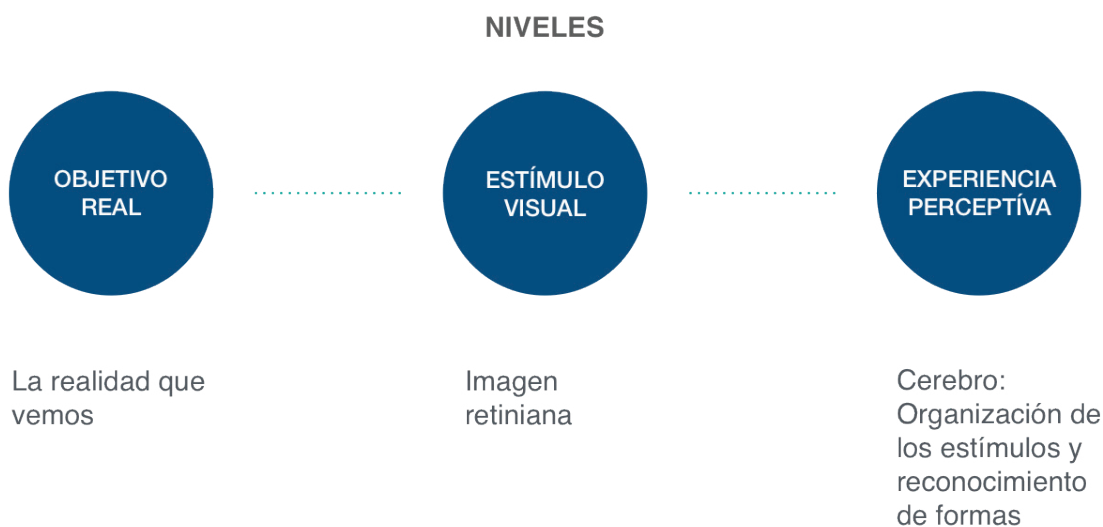 NIVELES
OBJETIVO
REAL
ESTÍMULO
VISUAL
EXPERIENCIA
PERCEPTÍVA
La realidad que
vemos
Imagen
retiniana
Cerebro:
Organización de
los estímulos y
reconocimiento
de formas